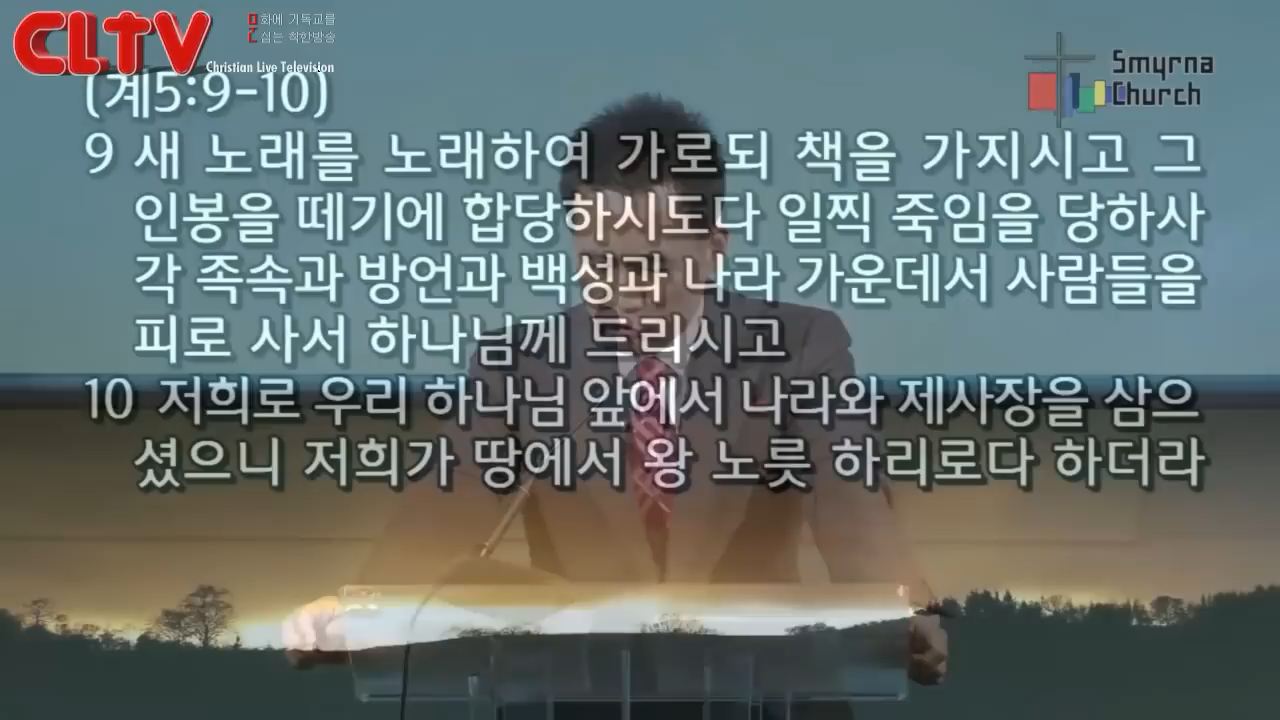 CLTV
문화에 기독교를
심는 착한방송
Christian Live Television
Smyrna
Church
(계5:9-10)
9 새 노래를 노래하여 가로되 책을 가지시고 그
인봉을 떼기에 합당하시도다 일찍 죽임을 당하사
각 족속과 방언과 백성과 나라 가운데서 사람들을
피로 사서 하나님께 드리시고
10 저희로 우리 하나님 앞에서 나라와 제사장을 삼으
셨으니 저희가 땅에서 왕 노릇 하리로다 하더라